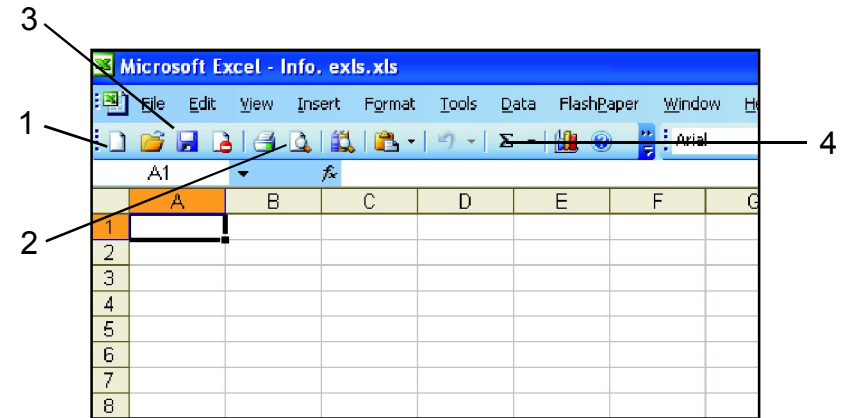 3
Microsoft Excel - Info. exls.xls
File Edit View Insert Format Tools Data FlashPaper Window
1
Σ Arial 4
A1 fx
A B C D E F G
1
2
2
3
4
5
6
7
8